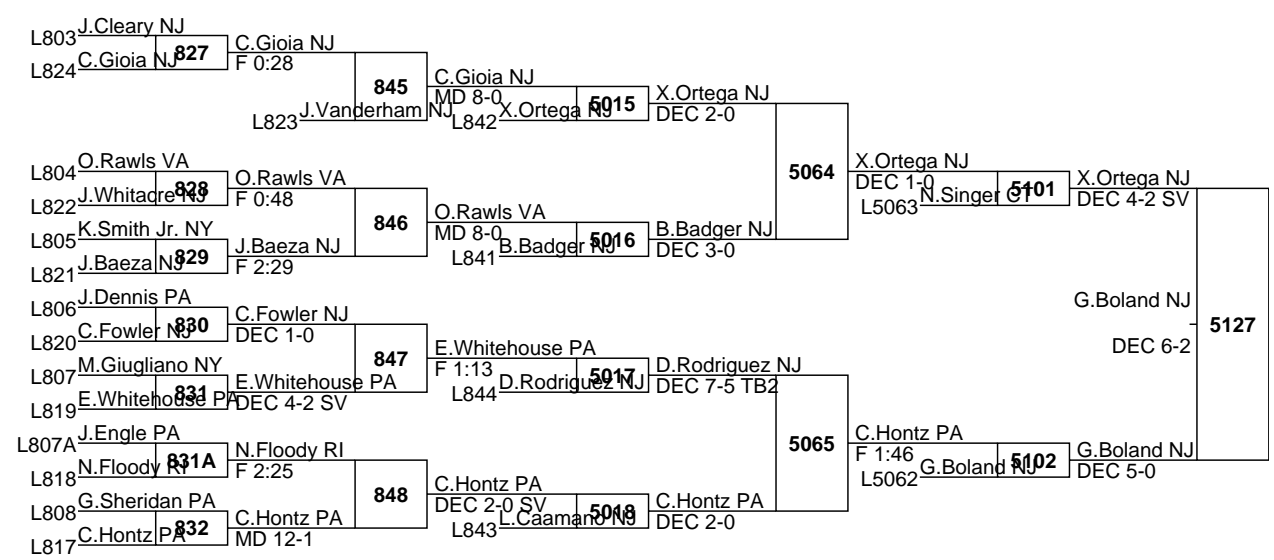 L803 J.Cleary NJ
827
L824 C.Gioia NJ
C.Gioia NJ
F 0:28
845
L823 J.Vanderham NJ
C.Gioia NJ
MD 8-0
5015
L842 X.Ortega NJ
X.Ortega NJ
DEC 2-0
L804 O.Rawls VA
828
L822 J.Whitacre NJ
O.Rawls VA
F 0:48
846
L805 K.Smith Jr. NY
829
L821 J.Baeza NJ
J.Baeza NJ
F 2:29
O.Rawls VA
MD 8-0
5016
L841 B.Badger NJ
B.Badger NJ
DEC 3-0
5064
X.Ortega NJ
DEC 1-0
5101
L5063 N.Singer CT
X.Ortega NJ
DEC 4-2 SV
L806 J.Dennis PA
830
L820 C.Fowler NJ
C.Fowler NJ
DEC 1-0
847
L807 M.Giugliano NY
831
L819 E.Whitehouse PA
E.Whitehouse PA
DEC 4-2 SV
E.Whitehouse PA
F 1:13
5017
L844 D.Rodriguez NJ
D.Rodriguez NJ
DEC 7-5 TB2
L807A J.Engle PA
831A
L818 N.Floody RI
N.Floody RI
F 2:25
848
L808 G.Sheridan PA
832
L817 C.Hontz PA
C.Hontz PA
MD 12-1
C.Hontz PA
DEC 2-0 SV
5018
L843 L.Caamano NJ
C.Hontz PA
DEC 2-0
5065
C.Hontz PA
F 1:46
5102
L5062 G.Boland NJ
G.Boland NJ
DEC 5-0
G.Boland NJ
5127
DEC 6-2